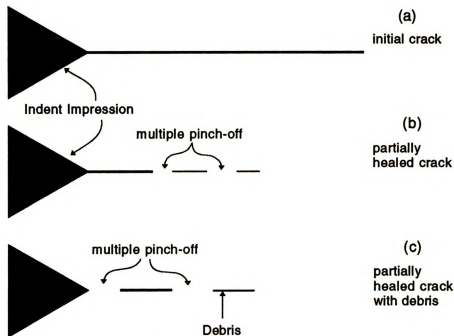 (a)
initial crack
Indent Impression
multiple pinch-off
(b)
partially
healed crack
multiple pinch-off
(c)
partially
healed crack
with debris
Debris